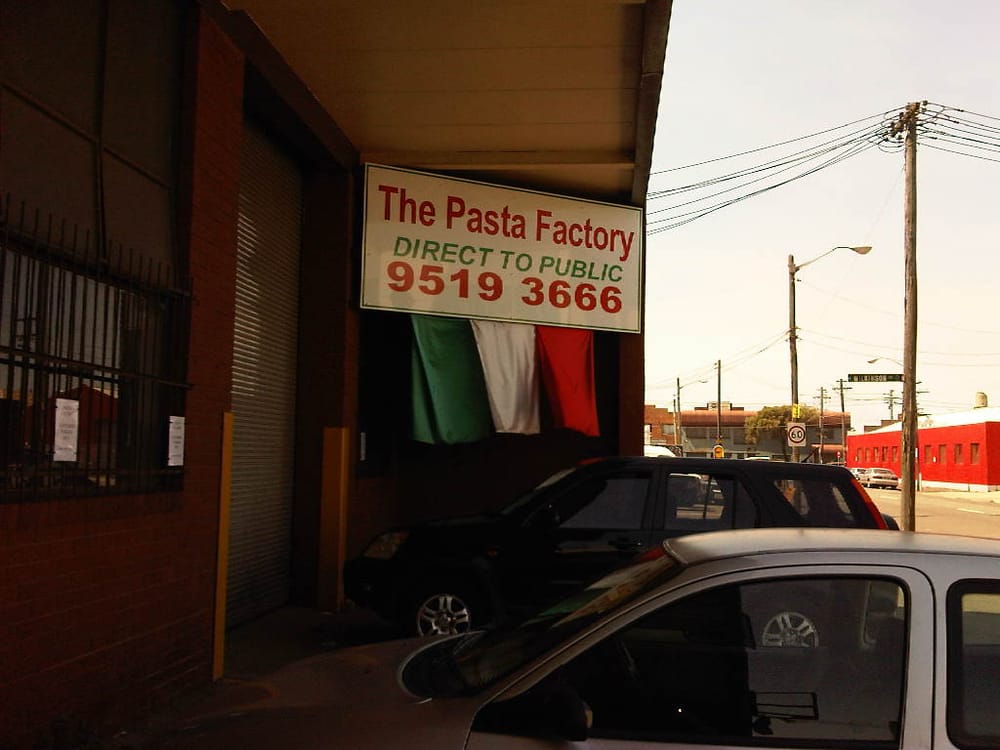 The Pasta Factory
DIRECT TO PUBLIC
9519 3666
WILKINSON
60